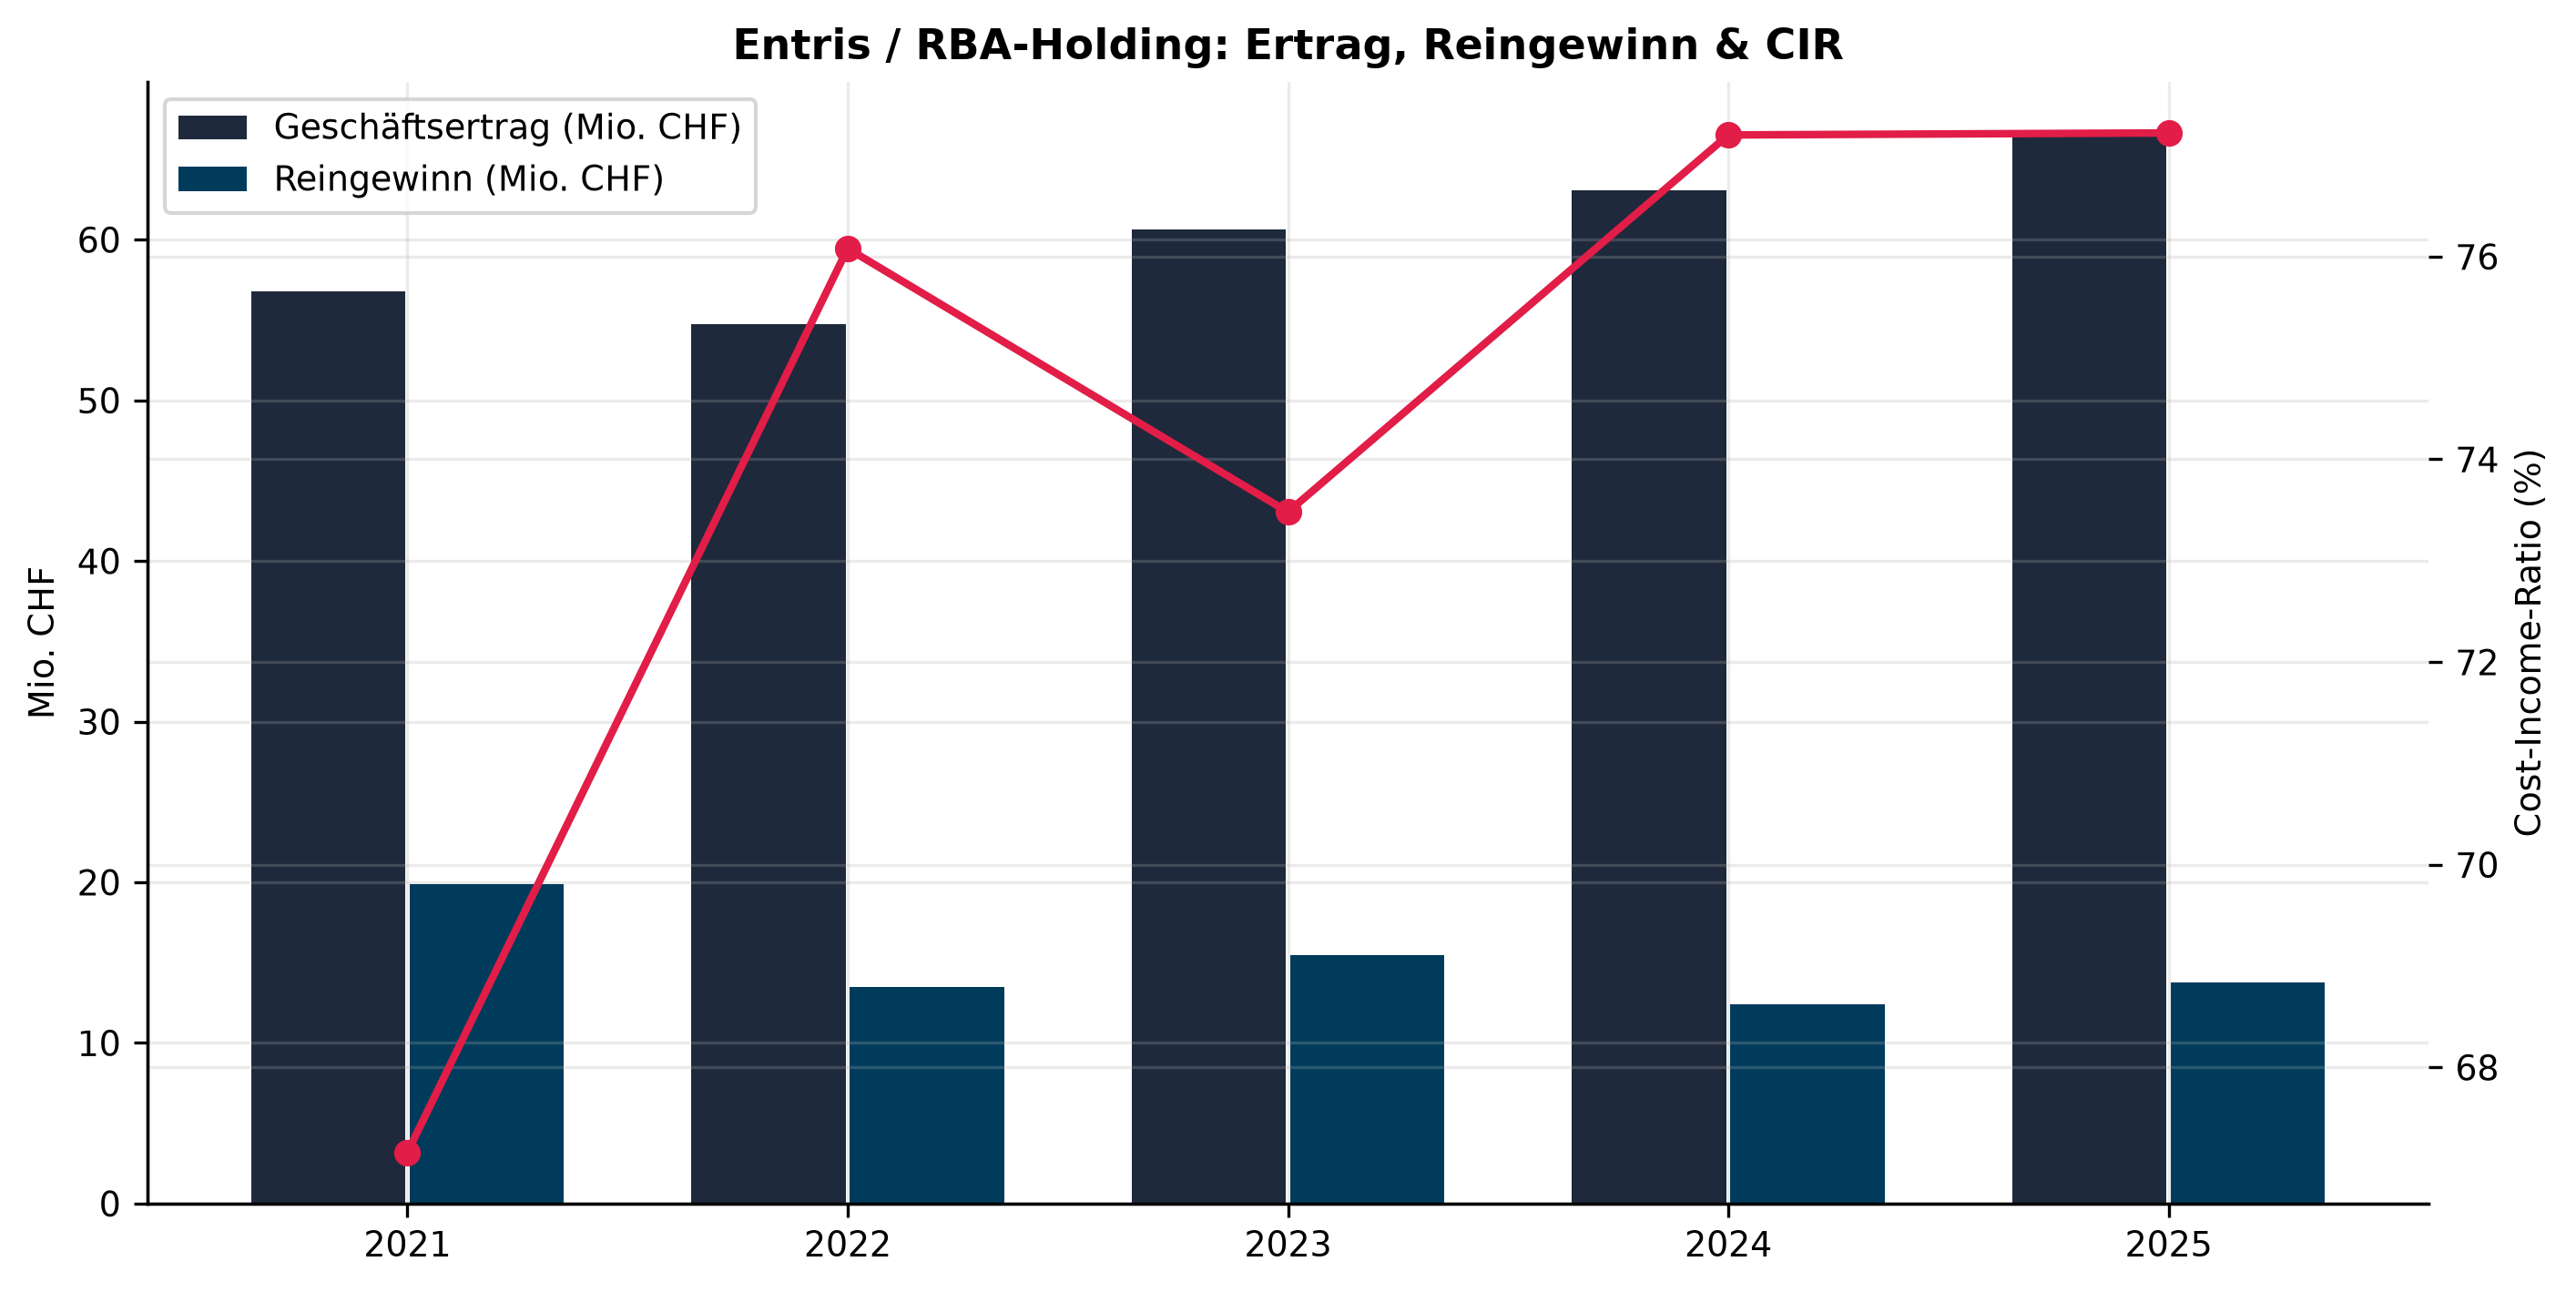 Entris / RBA-Holding: Ertrag, Reingewinn & CIR
Geschäftsertrag (Mio. CHF)
Reingewinn (Mio. CHF)
Mio. CHF
60
50
40
30
20
10
0
76
74
72
70
68
Cost-Income-Ratio (%)
2021 2022 2023 2024 2025